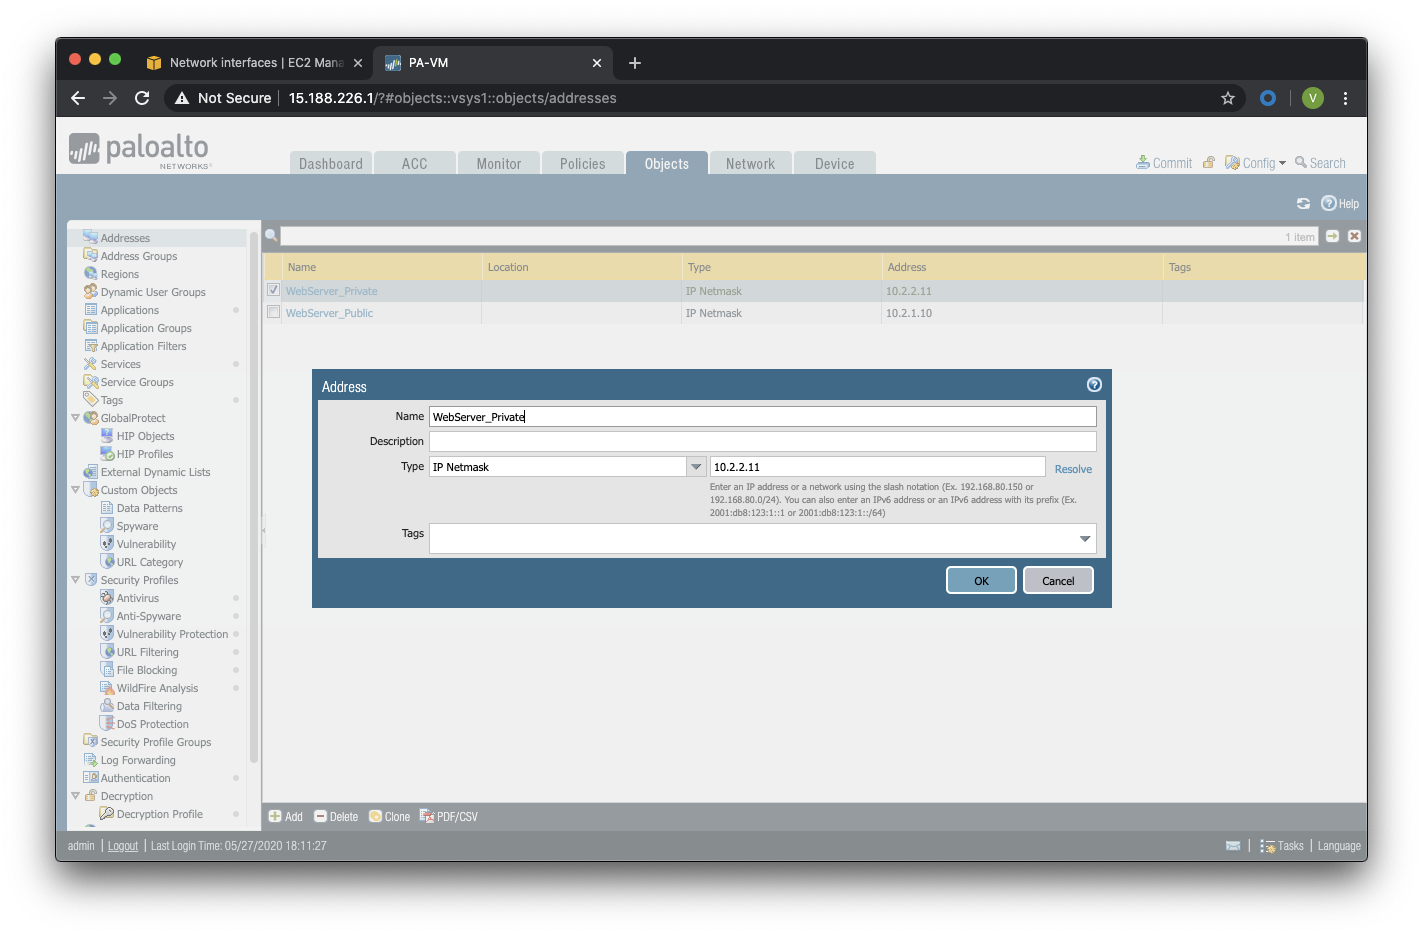 Network interfaces | EC2 Mana
PA-VM
Not Secure 15.188.226.1/?#objects::vsys1::objects/addresses
V
paloalto
NETWORKS®
Dashboard ACC Monitor Policies Objects Network Device
Commit Config Search
Help
1 item
Addresses
Address Groups
Regions
Dynamic User Groups
Applications
Application Groups
Application Filters
Services
Service Groups
Tags
GlobalProtect
HIP Objects
HIP Profiles
External Dynamic Lists
Custom Objects
Data Patterns
Spyware
Vulnerability
URL Category
Security Profiles
Antivirus
Anti-Spyware
Vulnerability Protection
URL Filtering
File Blocking
WildFire Analysis
Data Filtering
DoS Protection
Security Profile Groups
Log Forwarding
Authentication
Decryption
Decryption Profile
Name Location Type Address Tags
WebServer_Private IP Netmask 10.2.2.11
WebServer_Public IP Netmask 10.2.1.10
Address
Name WebServer_Private
Description
Type IP Netmask 10.2.2.11 Resolve
Enter an IP address or a network using the slash notation (Ex. 192.168.80.150 or
192.168.80.0/24). You can also enter an IPv6 address or an IPv6 address with its prefix (Ex.
2001:db8:123:1::1 or 2001:db8:123:1::/64)
Tags
OK Cancel
Add Delete Clone PDF/CSV
admin | Logout | Last Login Time: 05/27/2020 18:11:27
| Tasks | Language